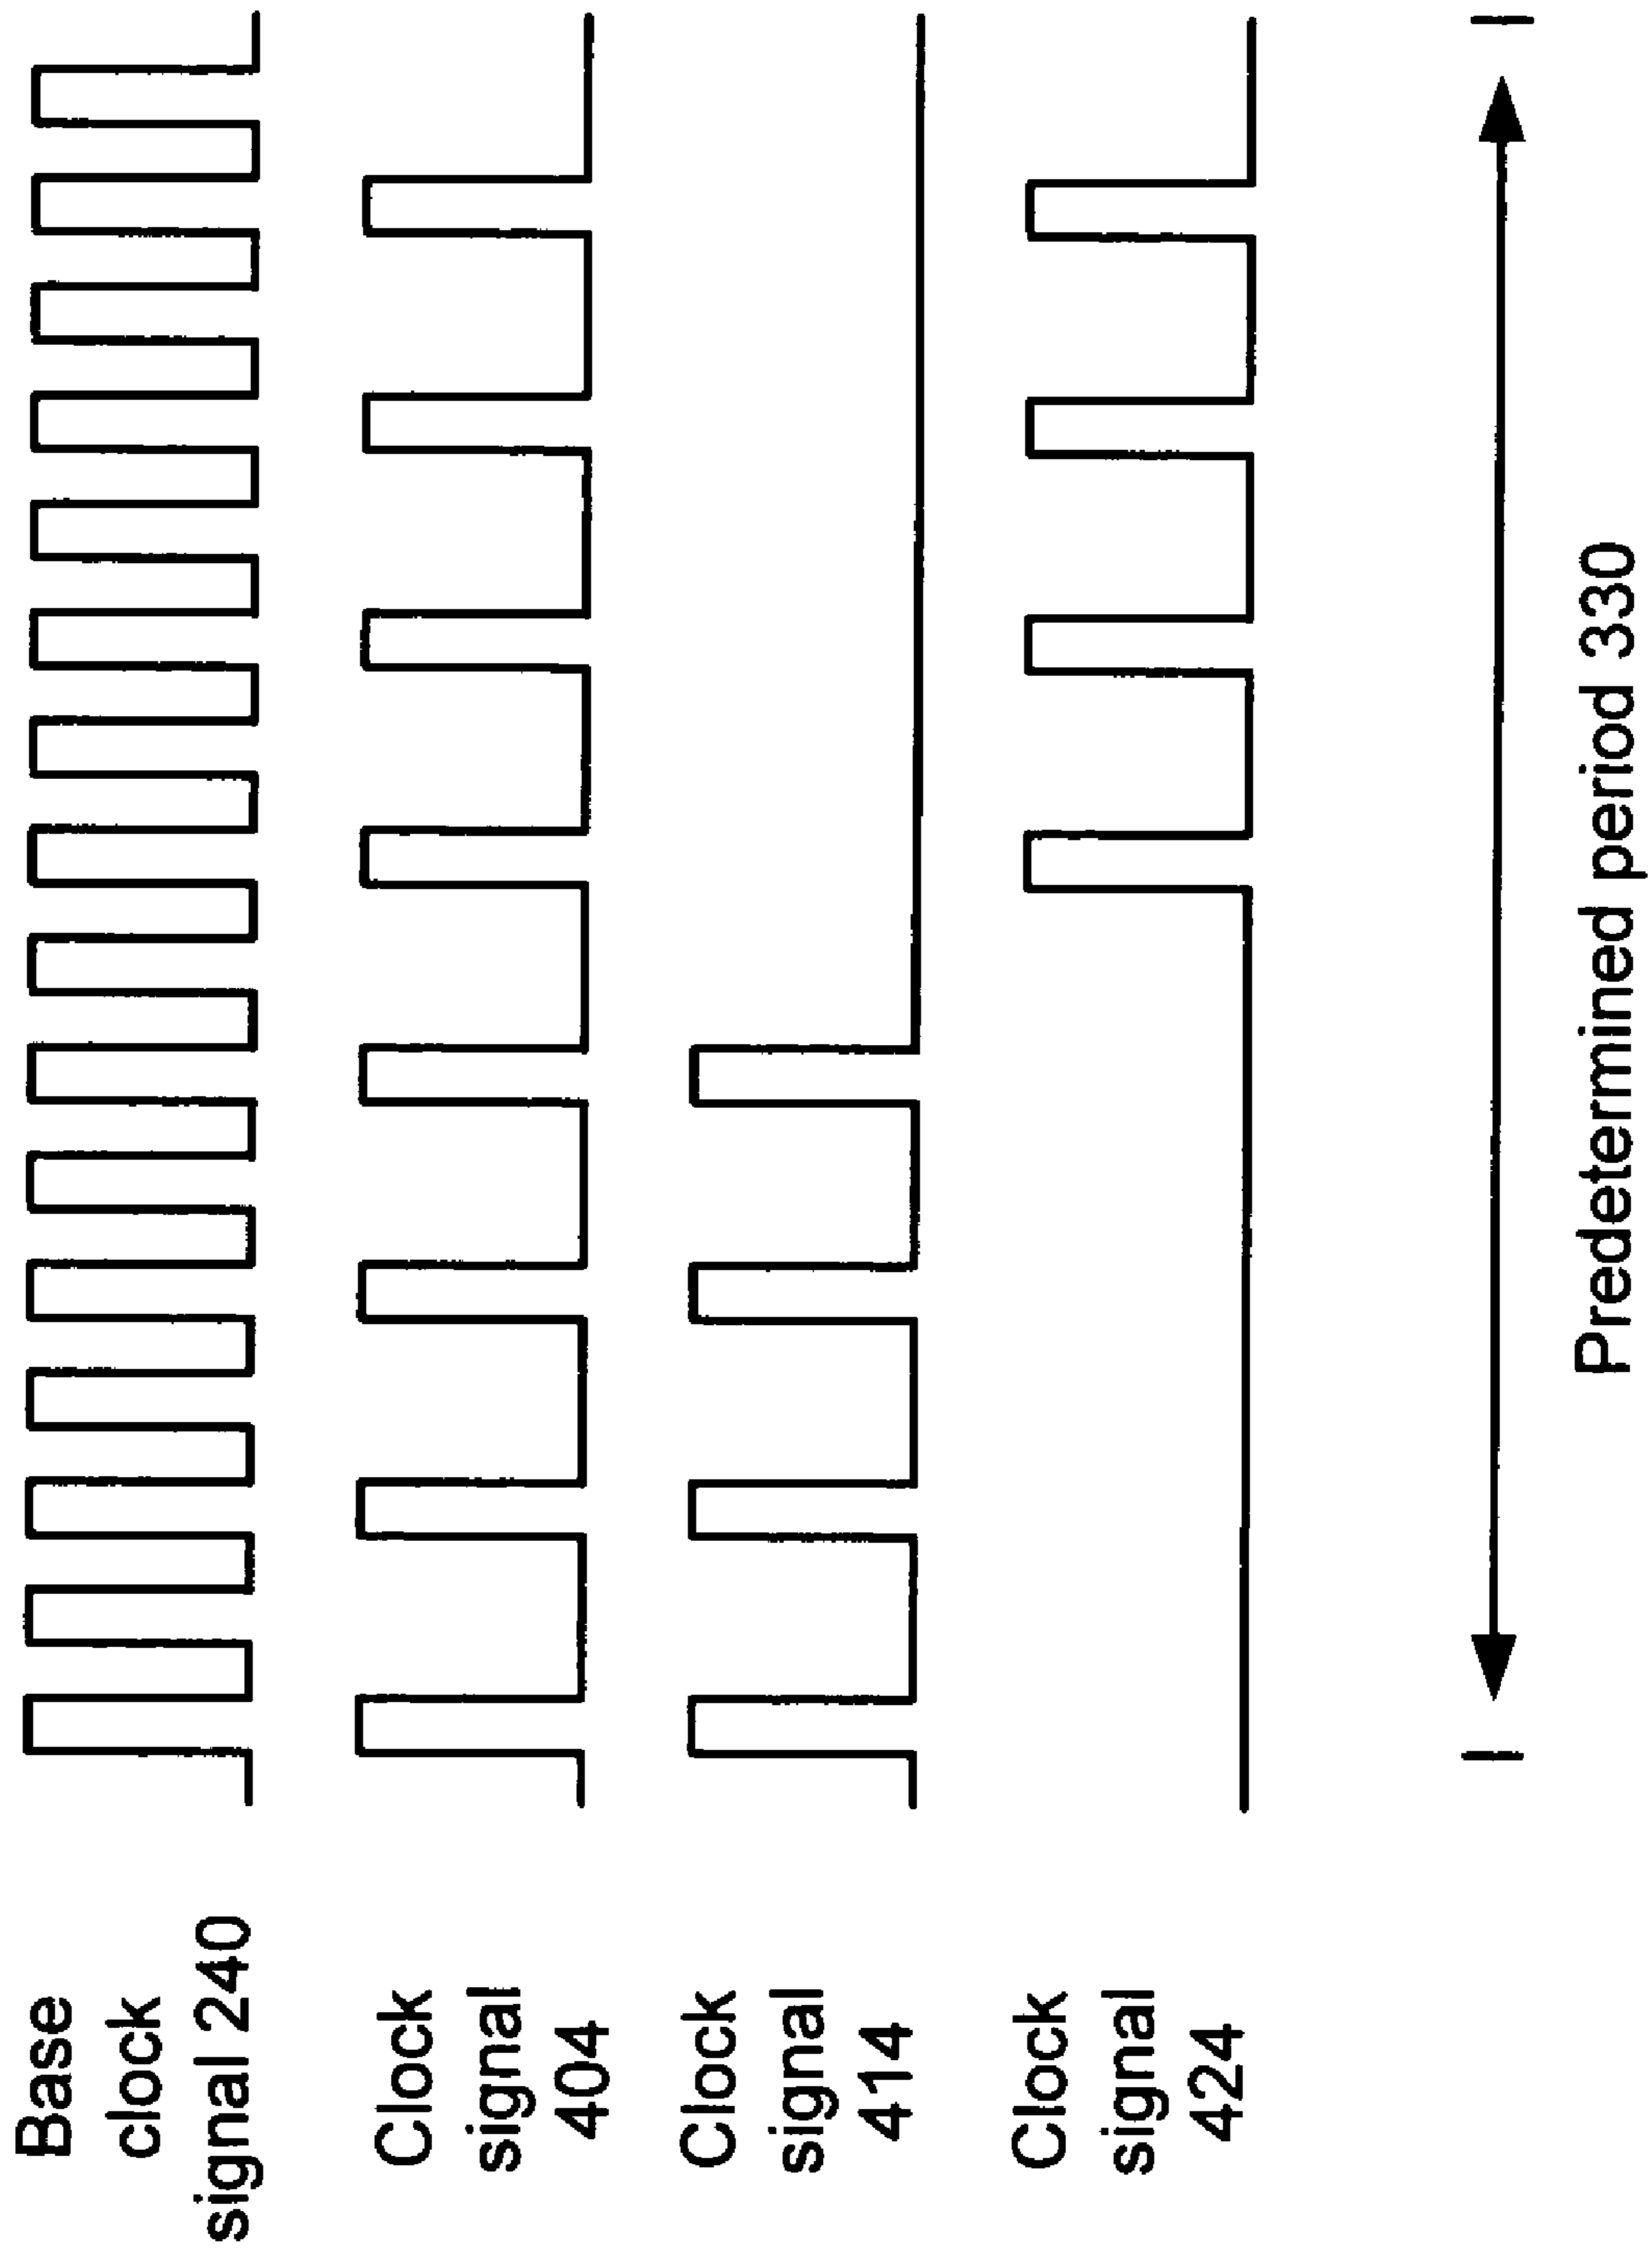 Base
clock
signal 240
Clock
signal
404
Clock
signal
414
Clock
signal
424
Predetermined period 330